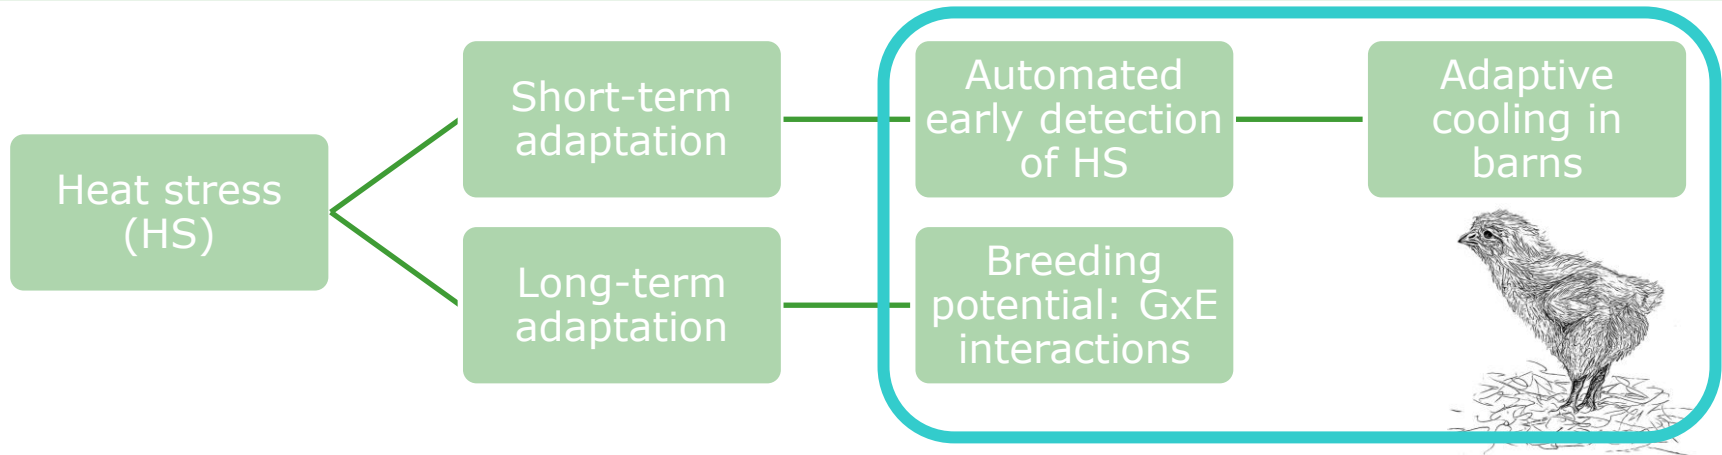 Heat stress
(HS)
Short-term
adaptation
Automated
early detection
of HS
Adaptive
cooling in
barns
Long-term
adaptation
Breeding
potential: GxE
interactions